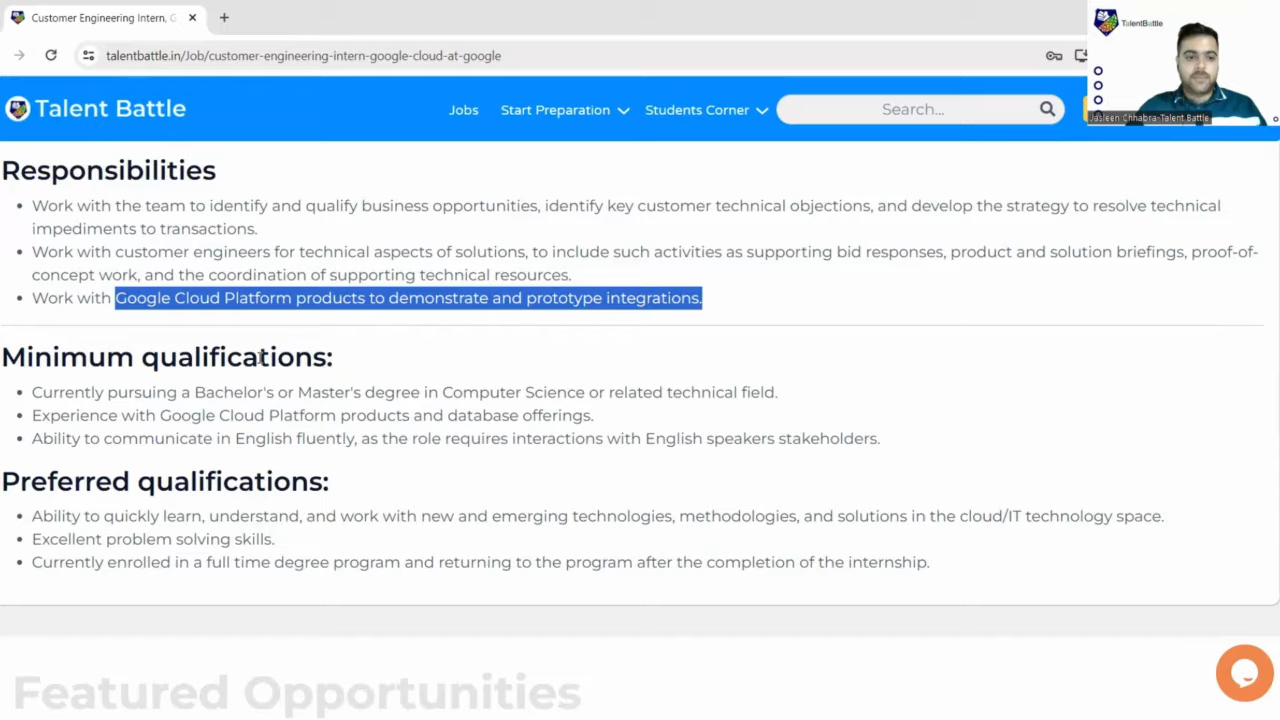 Customer Engineering Intern, G
talentbattle.in/Job/customer-engineering-intern-google-cloud-at-google
TalentBattle
Jasleen Chhabra-Talent Battle
Talent Battle
Jobs
Start Preparation
Students Corner
Search...
Responsibilities
Work with the team to identify and qualify business opportunities, identify key customer technical objections, and develop the strategy to resolve technical
impediments to transactions.
Work with customer engineers for technical aspects of solutions, to include such activities as supporting bid responses, product and solution briefings, proof-of-
concept work, and the coordination of supporting technical resources.
Work with Google Cloud Platform products to demonstrate and prototype integrations.
Minimum qualifications:
Currently pursuing a Bachelor's or Master's degree in Computer Science or related technical field.
Experience with Google Cloud Platform products and database offerings.
Ability to communicate in English fluently, as the role requires interactions with English speakers stakeholders.
Preferred qualifications:
Ability to quickly learn, understand, and work with new and emerging technologies, methodologies, and solutions in the cloud/IT technology space.
Excellent problem solving skills.
Currently enrolled in a full time degree program and returning to the program after the completion of the internship.
Featured Opportunities